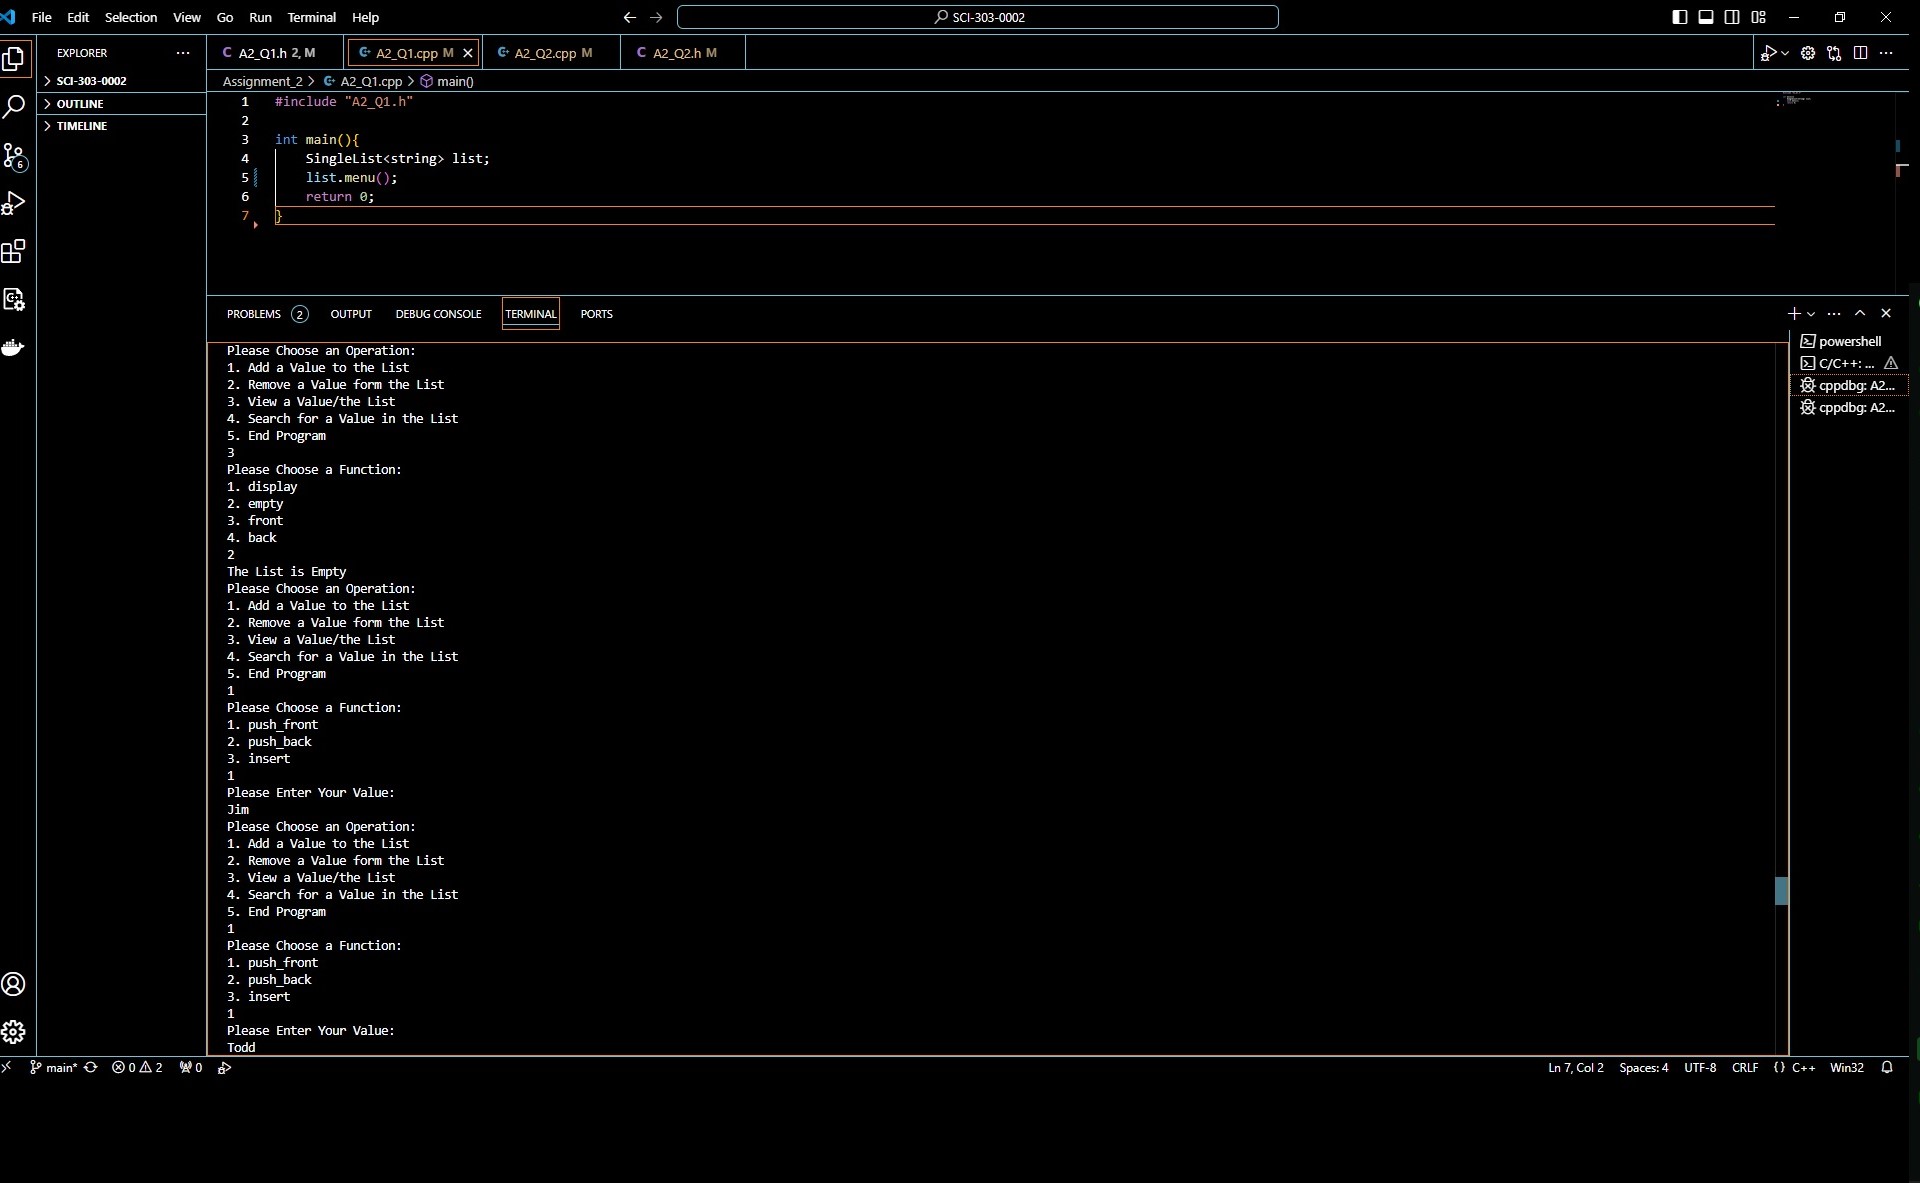 File Edit Selection View Go Run Terminal Help
SCI-303-0002
EXPLORER
SCI-303-0002
OUTLINE
TIMELINE
6
A2_Q1.h 2, M
A2_Q1.cpp M
A2_Q2.cpp M
A2_Q2.h M
Assignment_2 > A2_Q1.cpp > main()
1 #include "A2_Q1.h"
2
3 int main(){
4 SingleList<string> list;
5 list.menu();
6 return 0;
7 }
PROBLEMS 2 OUTPUT DEBUG CONSOLE TERMINAL PORTS
Please Choose an Operation:
1. Add a Value to the List
2. Remove a Value form the List
3. View a Value/the List
4. Search for a Value in the List
5. End Program
3
Please Choose a Function:
1. display
2. empty
3. front
4. back
2
The List is Empty
Please Choose an Operation:
1. Add a Value to the List
2. Remove a Value form the List
3. View a Value/the List
4. Search for a Value in the List
5. End Program
1
Please Choose a Function:
1. push_front
2. push_back
3. insert
1
Please Enter Your Value:
Jim
Please Choose an Operation:
1. Add a Value to the List
2. Remove a Value form the List
3. View a Value/the List
4. Search for a Value in the List
5. End Program
1
Please Choose a Function:
1. push_front
2. push_back
3. insert
1
Please Enter Your Value:
Todd
powershell
C/C++: ...
cppdbg: A2...
cppdbg: A2...
main* 0 2 0
Ln 7, Col 2 Spaces: 4 UTF-8 CRLF {} C++ Win32